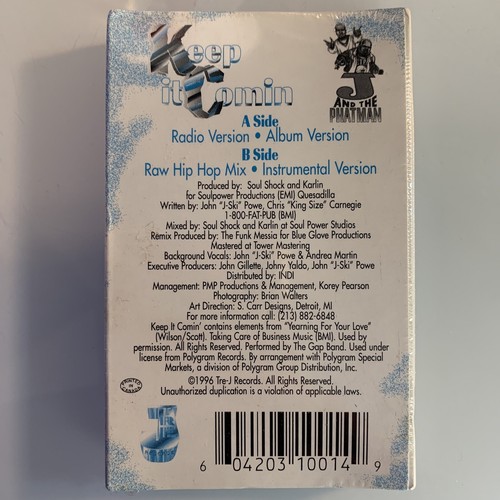 Keep
it Comin
J
AND THE
PHATMAN
A Side
Radio Version • Album Version
B Side
Raw Hip Hop Mix • Instrumental Version
Produced by: Soul Shock and Karlin
for Soulpower Productions (EMI) Quesadilla
Written by: John "J-Ski" Powe, Chris "King Size" Carnegie
1-800-FAT-PUB (BMI)
Mixed by: Soul Shock and Karlin at Soul Power Studios
Remix Produced by: The Funk Messia for Blue Glove Productions
Mastered at Tower Mastering
Background Vocals: John "J-Ski" Powe & Andrea Martin
Executive Producers: John Gillette, Johny Yaldo, John "J-Ski" Powe
Distributed by: INDI
Management: PMP Productions & Management, Korey Pearson
Photography: Brian Walters
Art Direction: S. Carr Designs, Detroit, MI
For more information call: (213) 882-6848
Keep It Comin' contains elements from "Yearning For Your Love"
(Wilson/Scott). Taking Care of Business Music (BMI). Used by
permission. All Rights Reserved. Performed by The Gap Band. Used under
license from Polygram Records. By arrangement with Polygram Special
Markets, a division of Polygram Group Distribution, Inc.
©1996 Tre-J Records. All Rights Reserved.
Unauthorized duplication is a violation of applicable laws.
PRINTED IN CANADA
6 04203 10014 9